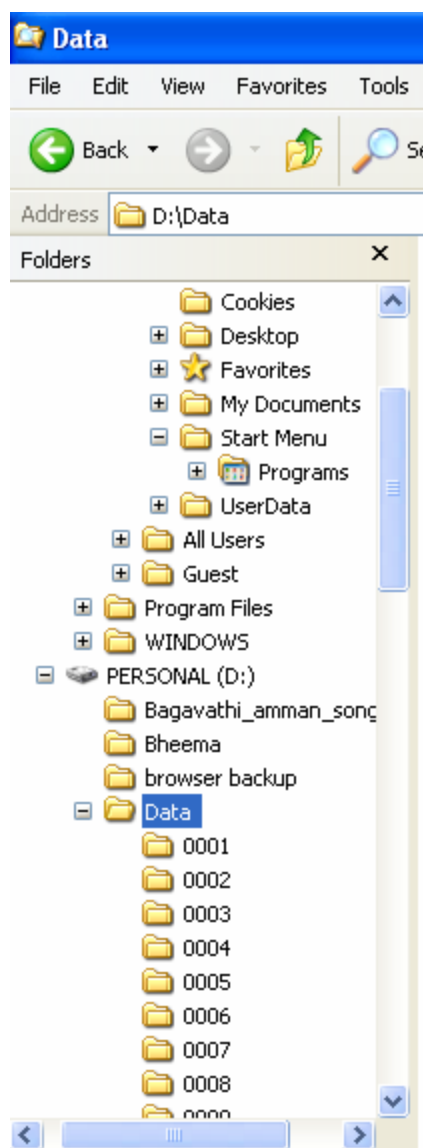 Data
File Edit View Favorites Tools
Back Se
Address D:\Data
Folders
Cookies
Desktop
Favorites
My Documents
Start Menu
Programs
UserData
All Users
Guest
Program Files
WINDOWS
PERSONAL (D:)
Bagavathi_amman_song
Bheema
browser backup
Data
0001
0002
0003
0004
0005
0006
0007
0008